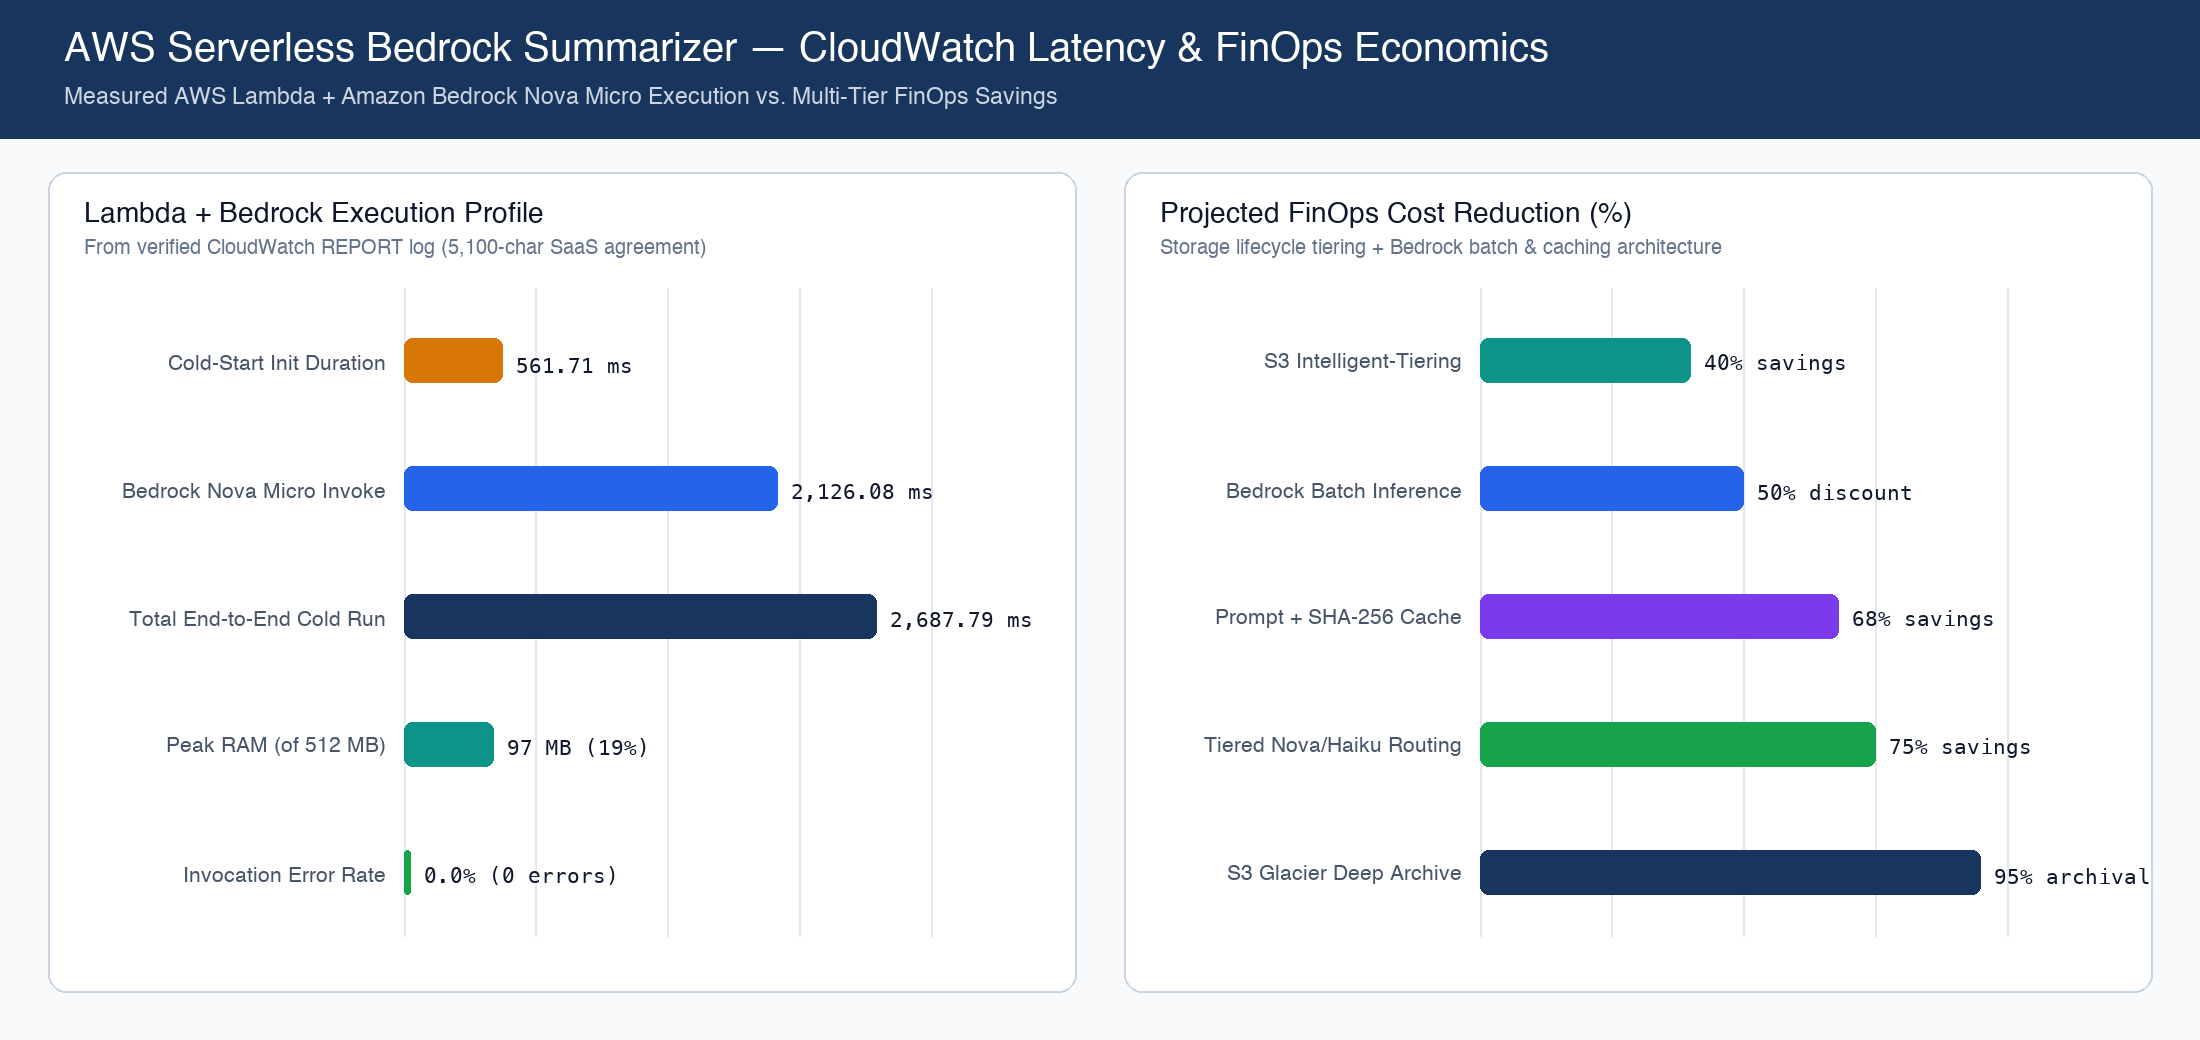 AWS Serverless Bedrock Summarizer — CloudWatch Latency & FinOps Economics
Measured AWS Lambda + Amazon Bedrock Nova Micro Execution vs. Multi-Tier FinOps Savings
Lambda + Bedrock Execution Profile
From verified CloudWatch REPORT log (5,100-char SaaS agreement)
Cold-Start Init Duration 561.71 ms
Bedrock Nova Micro Invoke 2,126.08 ms
Total End-to-End Cold Run 2,687.79 ms
Peak RAM (of 512 MB) 97 MB (19%)
Invocation Error Rate 0.0% (0 errors)
Projected FinOps Cost Reduction (%)
Storage lifecycle tiering + Bedrock batch & caching architecture
S3 Intelligent-Tiering 40% savings
Bedrock Batch Inference 50% discount
Prompt + SHA-256 Cache 68% savings
Tiered Nova/Haiku Routing 75% savings
S3 Glacier Deep Archive 95% archival